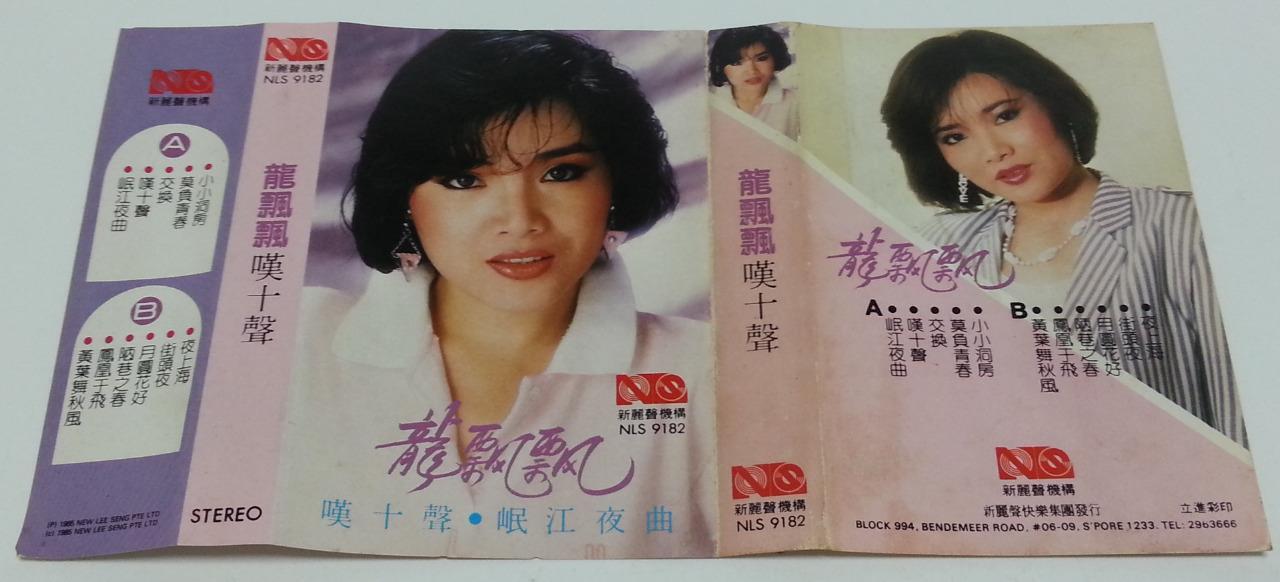 新麗聲機構
A
小小洞房
莫負青春
交換
嘆十聲
岷江夜曲
B
夜上海
街頭夜
月圓花好
陋巷之春
鳳凰于飛
黃葉舞秋風
(P) 1985 NEW LEE SENG PTE LTD
(c) 1985 NEW LEE SENG PTE LTD
新麗聲機構
NLS 9182
龍飄飄
嘆十聲
STEREO
新麗聲機構
NLS 9182
龍飄飄
嘆十聲•岷江夜曲
龍飄飄
嘆十聲
新麗聲機構
NLS 9182
龍飄飄
A
小小洞房
莫負青春
交換
嘆十聲
岷江夜曲
B
夜上海
街頭夜
月圓花好
陋巷之春
鳳凰于飛
黃葉舞秋風
新麗聲機構
新麗聲快樂集團發行
立進彩印
BLOCK 994, BENDEMEER ROAD, #06-09, S'PORE 1233. TEL: 2963666